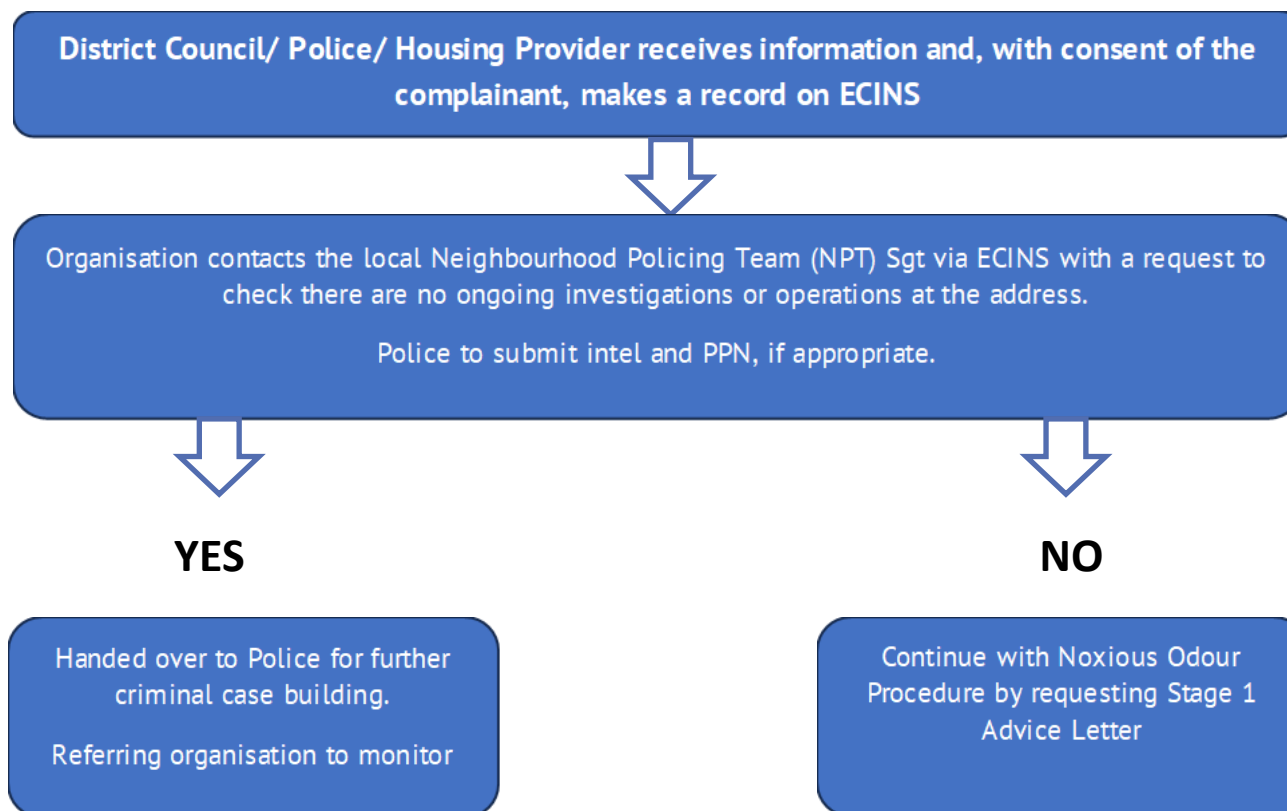 District Council/ Police/ Housing Provider receives information and, with consent of the
complainant, makes a record on ECINS
Organisation contacts the local Neighbourhood Policing Team (NPT) Sgt via ECINS with a request to
check there are no ongoing investigations or operations at the address.
Police to submit intel and PPN, if appropriate.
YES
NO
Handed over to Police for further
criminal case building.
Referring organisation to monitor
Continue with Noxious Odour
Procedure by requesting Stage 1
Advice Letter